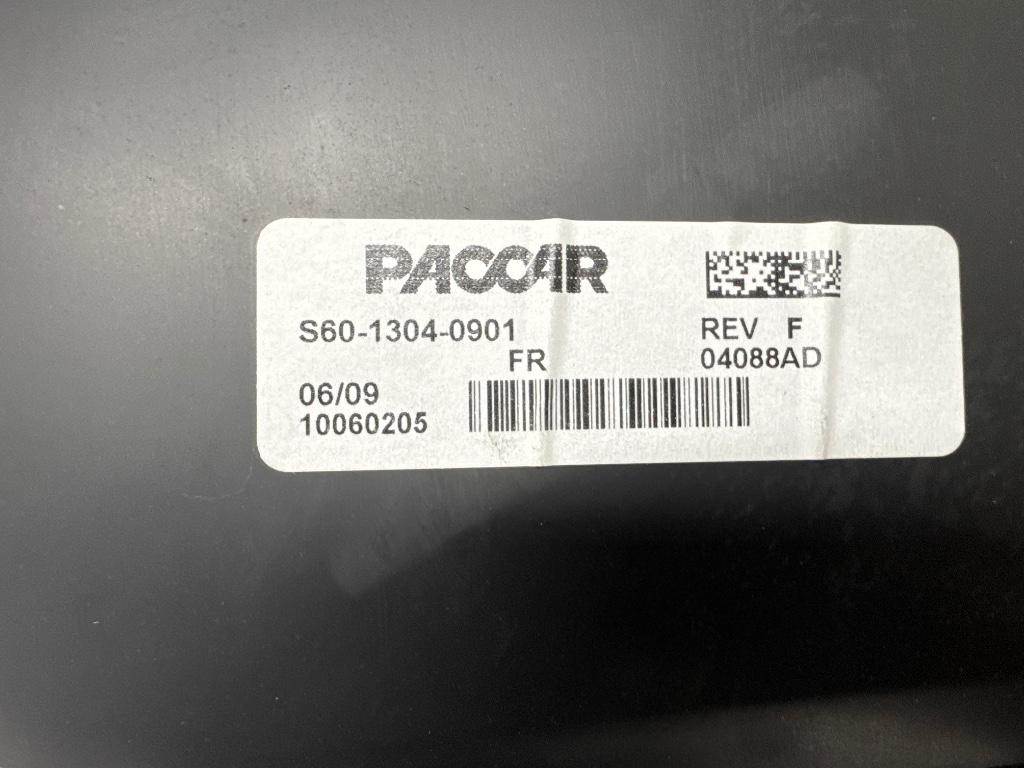 PACCAR
S60-1304-0901 REV F
FR 04088AD
06/09
10060205